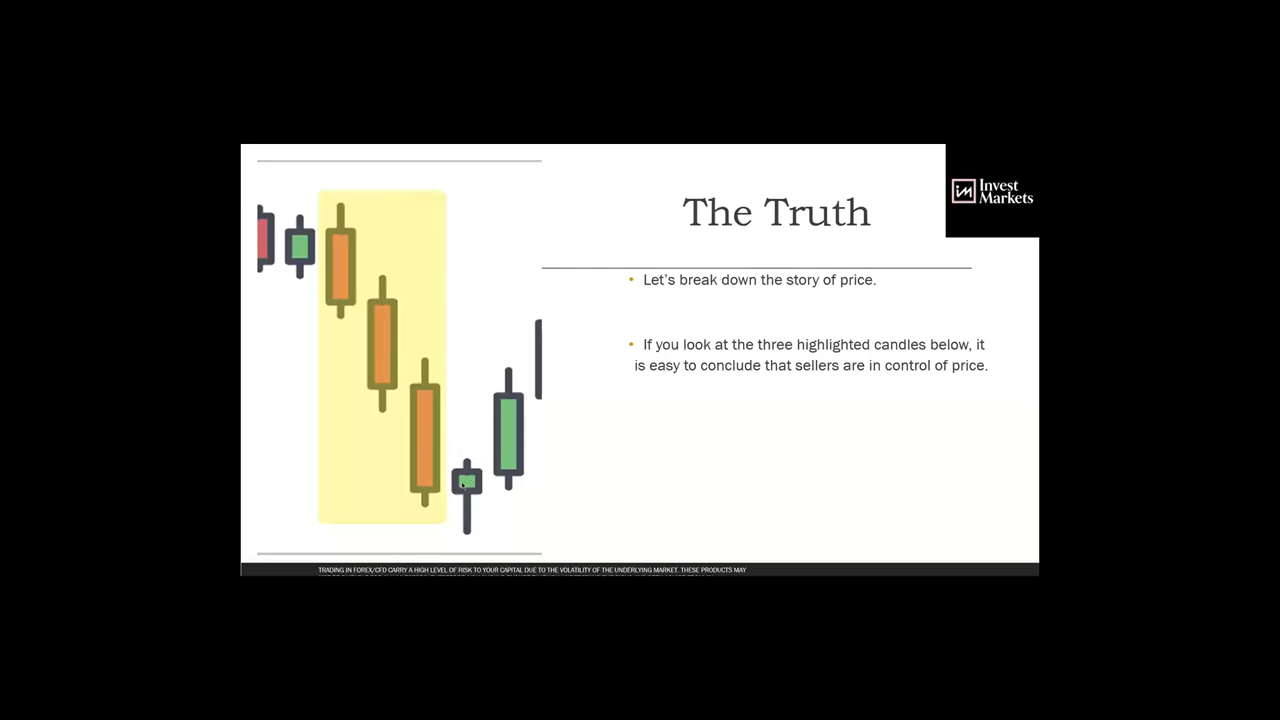 The Truth
IM Invest
Markets
• Let's break down the story of price.
• If you look at the three highlighted candles below, it
is easy to conclude that sellers are in control of price.
TRADING IN FOREX/CFD CARRY A HIGH LEVEL OF RISK TO YOUR CAPITAL DUE TO THE VOLATILITY OF THE UNDERLYING MARKET. THESE PRODUCTS MAY